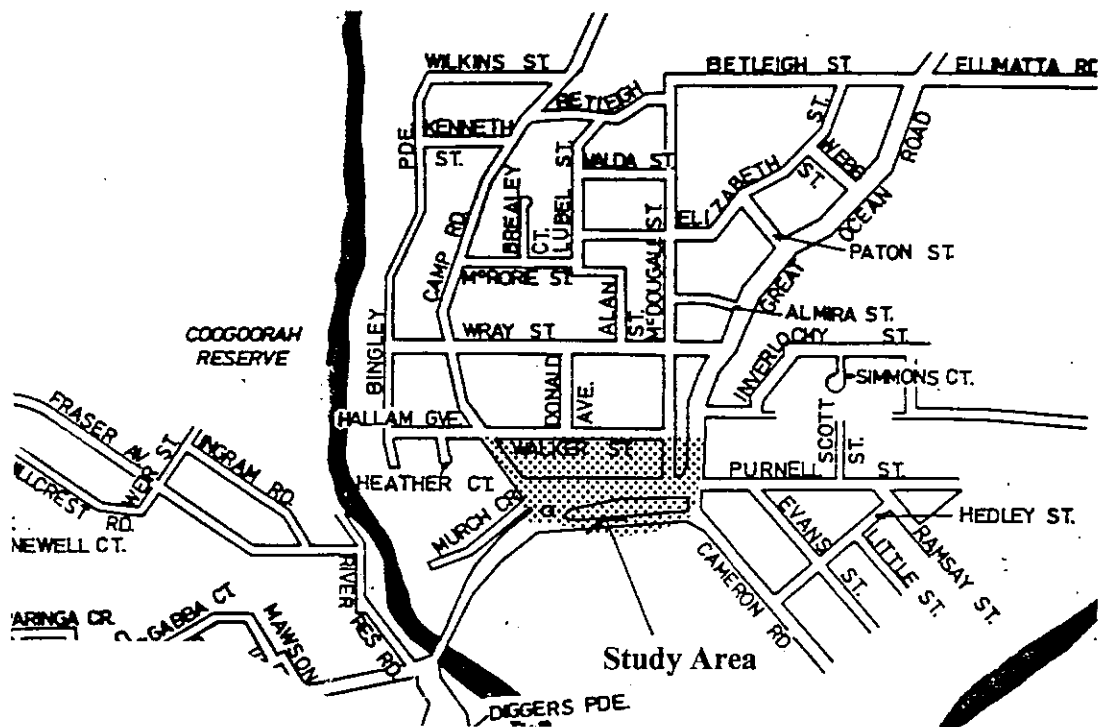 WILKINS ST.
BETLEIGH ST.
ELLIMATTA RD
BETLEIGH
KENNETH ST.
PDE.
BINGLEY
CAMP RD.
BREALEY CT.
LUBEL ST.
WALDA ST.
ELIZABETH ST.
WEBB ST.
GREAT OCEAN ROAD
PATON ST.
McRORIE ST.
ALAN ST.
McDOUGALL ST.
ALMIRA ST.
COOGOORAH
RESERVE
WRAY ST.
INVERLOCHY ST.
SIMMONS CT.
DONALD AVE.
HALLAM GVE.
WALKER ST.
SCOTT ST.
PURNELL ST.
FRASER AV
WEIR ST.
INGRAM RD.
HILLCREST RD.
NEWELL CT.
HEATHER CT.
MURCH CR.
EVANS ST.
HEDLEY ST.
LITTLE ST.
RAMSAY ST.
CAMERON RD.
RIVER RES RD.
ARINGA CR.
GABBA CT
MAWSON
Study Area
DIGGERS PDE.